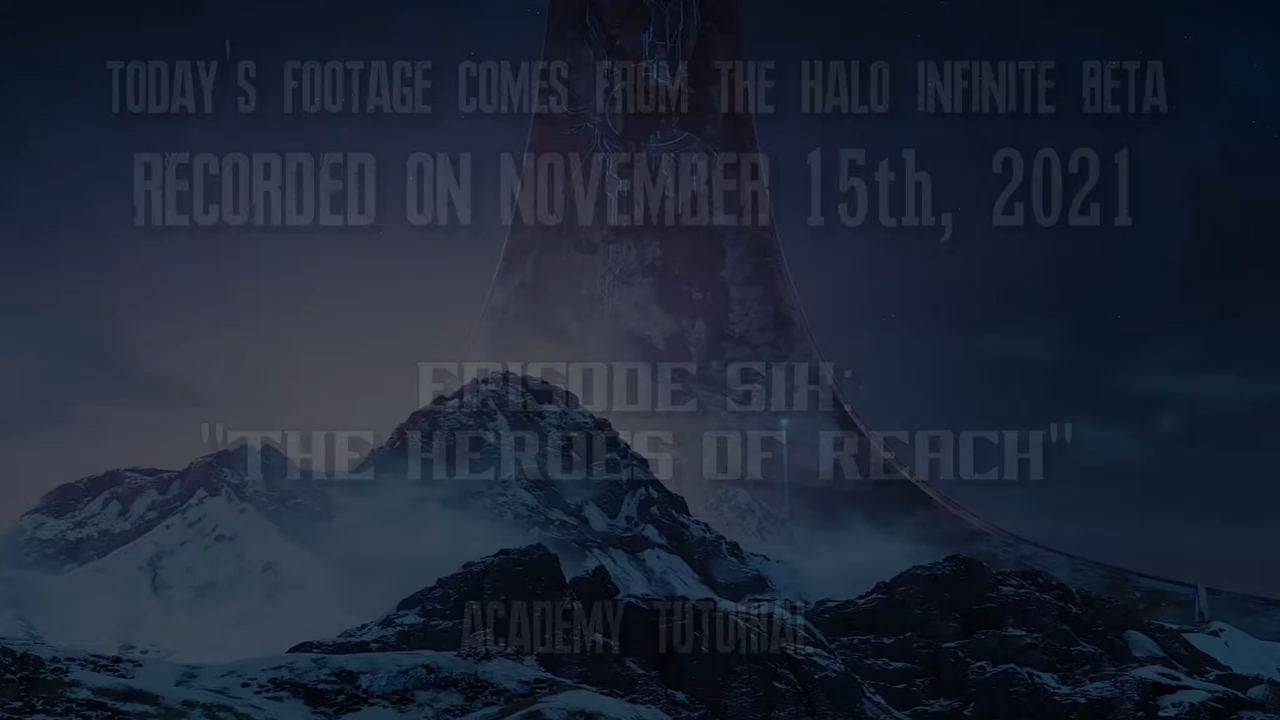 TODAY'S FOOTAGE COMES FROM THE HALO INFINITE BETA
RECORDED ON NOVEMBER 15th, 2021
EPISODE SIX:
"THE HEROES OF REACH"
ACADEMY TUTORIAL